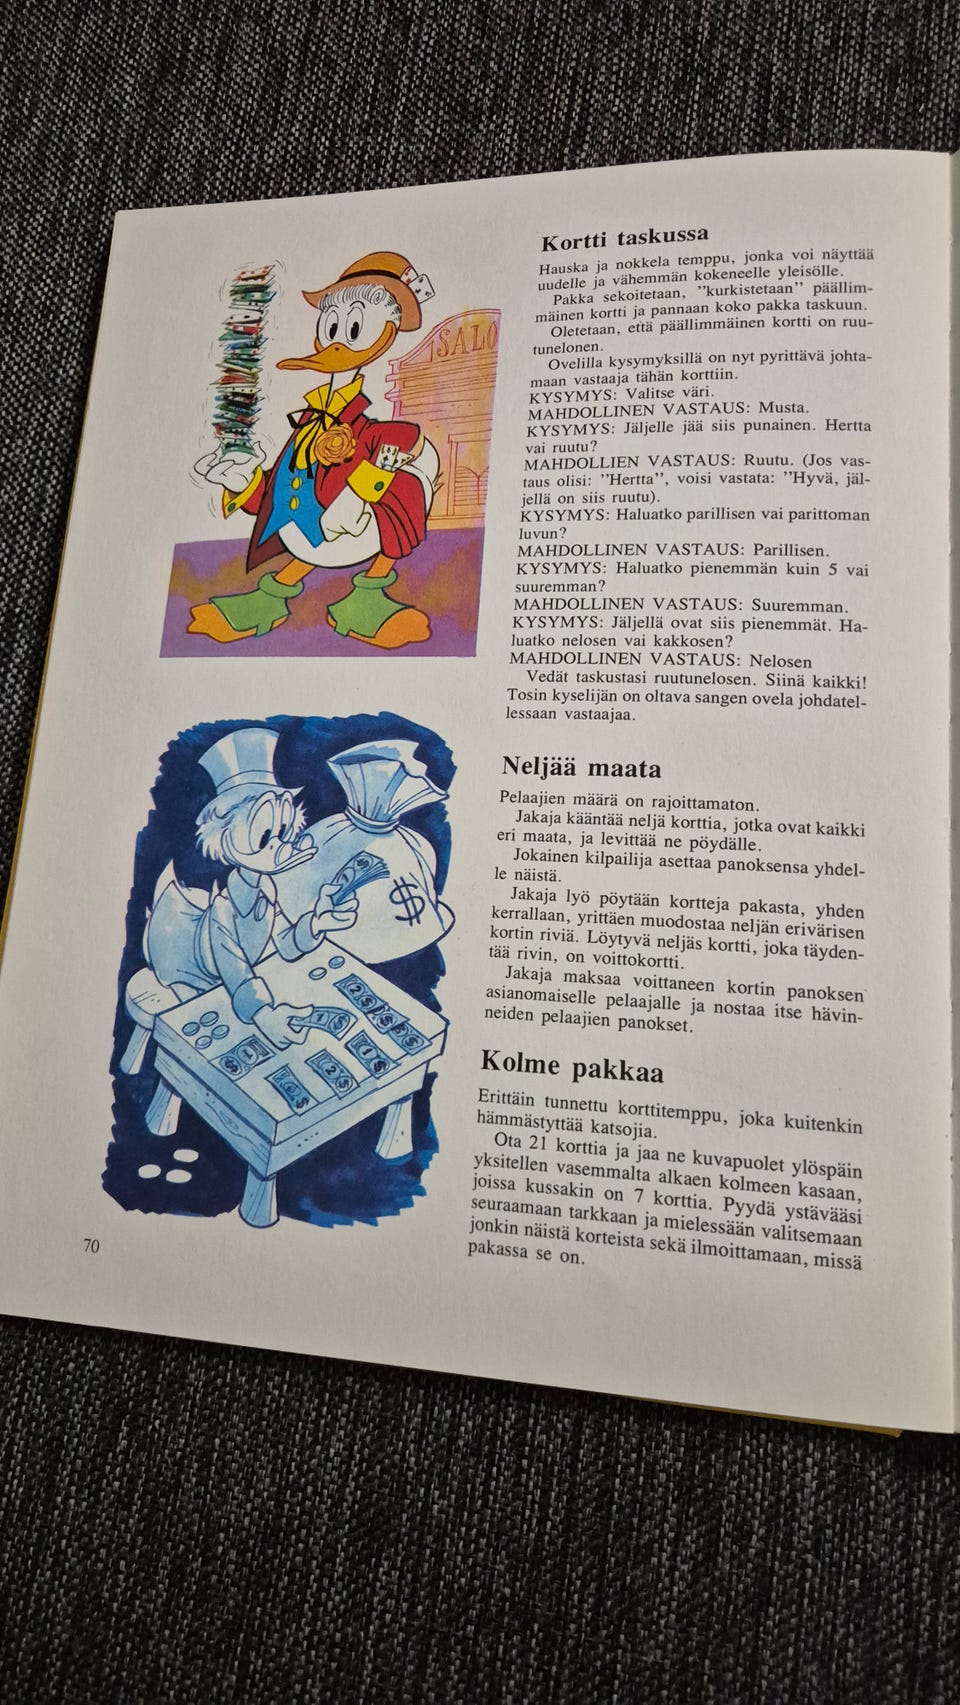 SALO
Kortti taskussa
Hauska ja nokkela temppu, jonka voi näyttää
uudelle ja vähemmän kokeneelle yleisölle.
Pakka sekoitetaan, ”kurkistetaan” päällim-
mäinen kortti ja pannaan koko pakka taskuun.
Oletetaan, että päällimmäinen kortti on ruu-
tunelonen.
Ovelilla kysymyksillä on nyt pyrittävä johta-
maan vastaaja tähän korttiin.
KYSYMYS: Valitse väri.
MAHDOLLINEN VASTAUS: Musta.
KYSYMYS: Jäljelle jää siis punainen. Hertta
vai ruutu?
MAHDOLLIEN VASTAUS: Ruutu. (Jos vas-
taus olisi: ”Hertta”, voisi vastata: ”Hyvä, jäl-
jellä on siis ruutu).
KYSYMYS: Haluatko parillisen vai parittoman
luvun?
MAHDOLLINEN VASTAUS: Parillisen.
KYSYMYS: Haluatko pienemmän kuin 5 vai
suuremman?
MAHDOLLINEN VASTAUS: Suuremman.
KYSYMYS: Jäljellä ovat siis pienemmät. Ha-
luatko nelosen vai kakkosen?
MAHDOLLINEN VASTAUS: Nelosen
Vedät taskustasi ruutunelosen. Siinä kaikki!
Tosin kyselijän on oltava sangen ovela johdatel-
lessaan vastaajaa.
Neljää maata
Pelaajien määrä on rajoittamaton.
Jakaja kääntää neljä korttia, jotka ovat kaikki
eri maata, ja levittää ne pöydälle.
Jokainen kilpailija asettaa panoksensa yhdel-
le näistä.
Jakaja lyö pöytään kortteja pakasta, yhden
kerrallaan, yrittäen muodostaa neljän erivärisen
kortin riviä. Löytyvä neljäs kortti, joka täyden-
tää rivin, on voittokortti.
Jakaja maksaa voittaneen kortin panoksen
asianomaiselle pelaajalle ja nostaa itse hävin-
neiden pelaajien panokset.
Kolme pakkaa
Erittäin tunnettu korttitemppu, joka kuitenkin
hämmästyttää katsojia.
Ota 21 korttia ja jaa ne kuvapuolet ylöspäin
yksitellen vasemmalta alkaen kolmeen kasaan,
joissa kussakin on 7 korttia. Pyydä ystävääsi
seuraamaan tarkkaan ja mielessään valitsemaan
jonkin näistä korteista sekä ilmoittamaan, missä
pakassa se on.
70